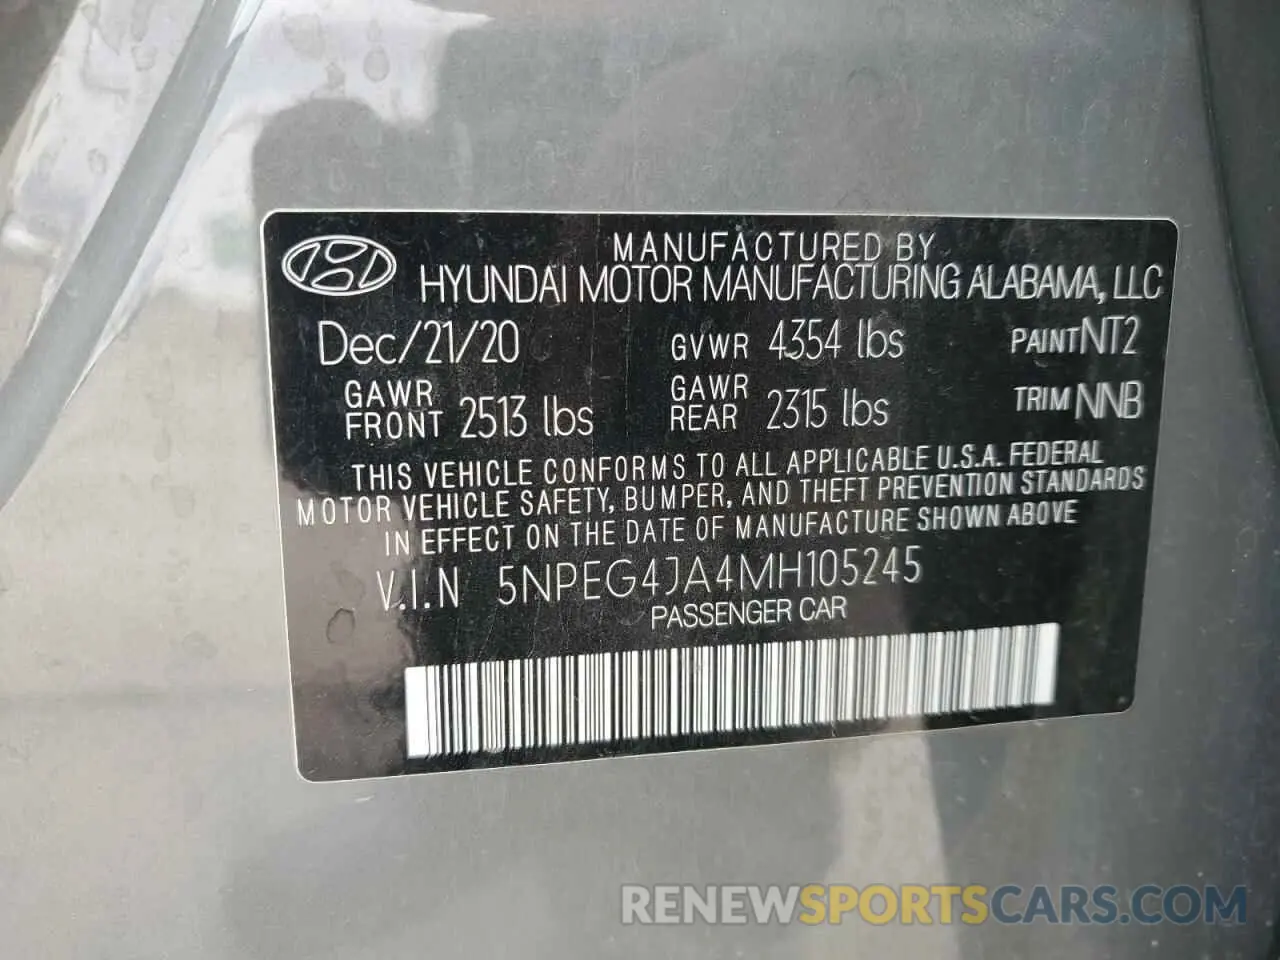 MANUFACTURED BY
HYUNDAI MOTOR MANUFACTURING ALABAMA, LLC
Dec/21/20 GVWR 4354 lbs PAINT NT2
GAWR FRONT 2513 lbs GAWR REAR 2315 lbs TRIM NNB
THIS VEHICLE CONFORMS TO ALL APPLICABLE U.S.A. FEDERAL
MOTOR VEHICLE SAFETY, BUMPER, AND THEFT PREVENTION STANDARDS
IN EFFECT ON THE DATE OF MANUFACTURE SHOWN ABOVE
V.I.N 5NPEG4JA4MH105245
PASSENGER CAR
RENEWSPORTSCARS.COM